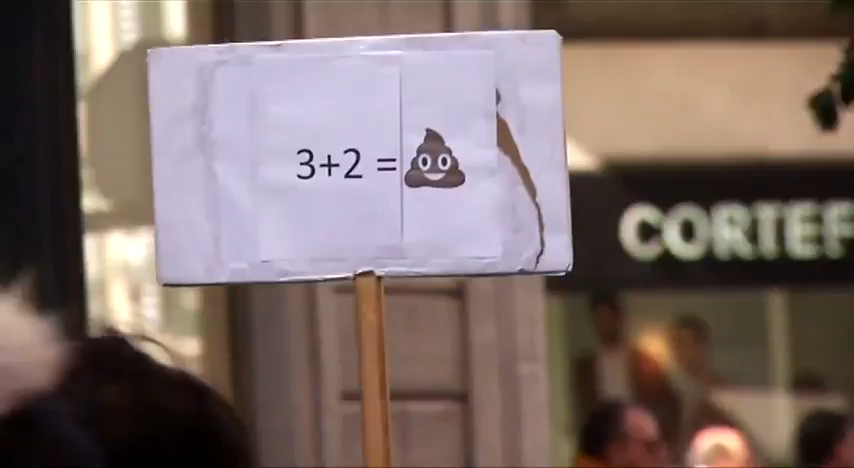 3+2 = 💩
CORTEF